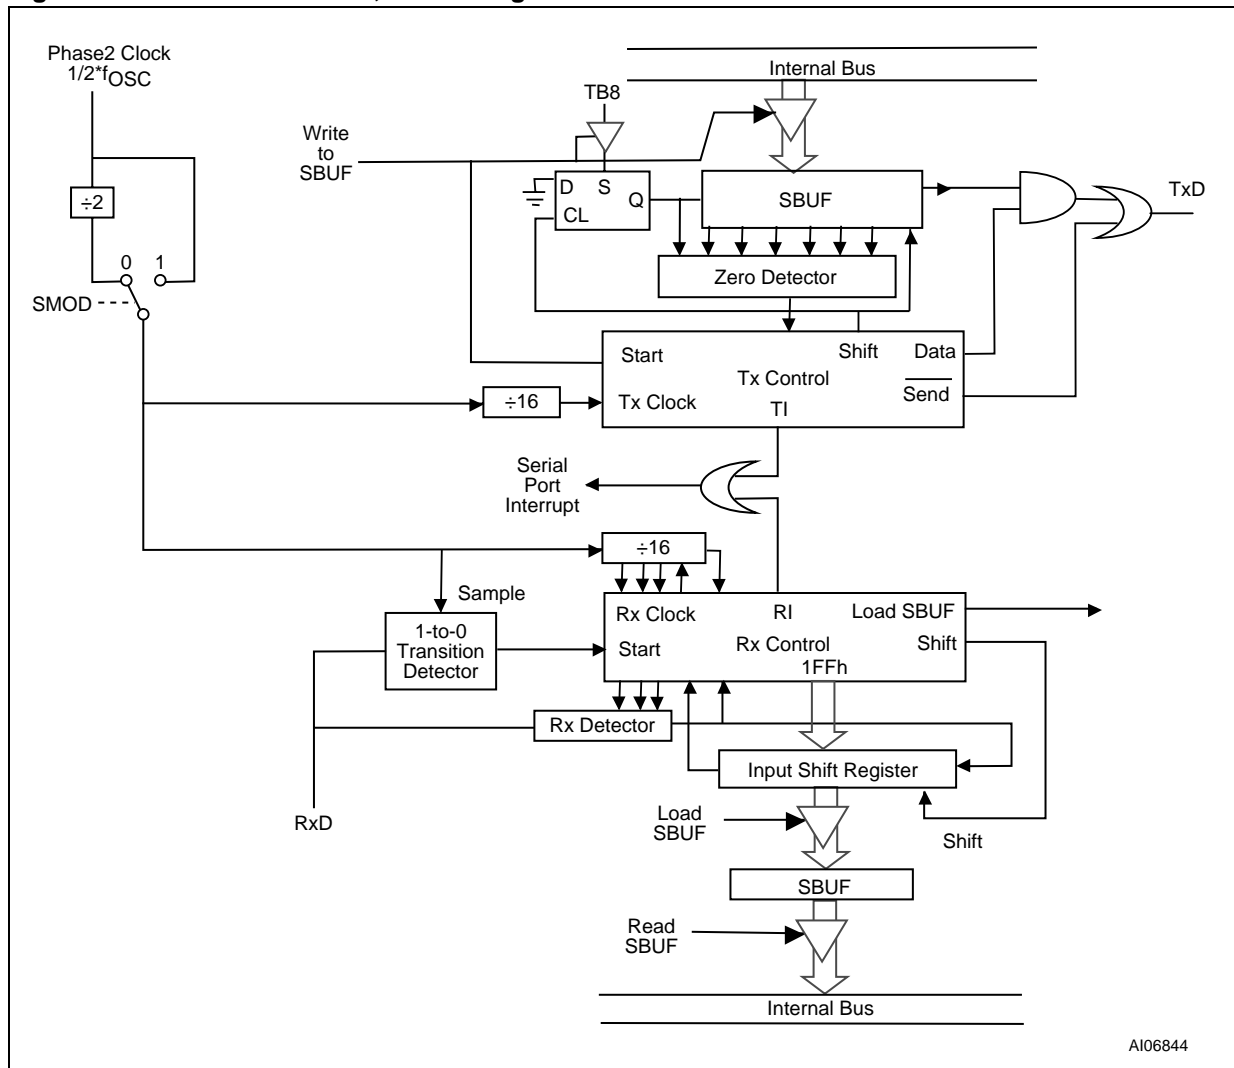 Phase2 Clock
1/2*fOSC
Internal Bus
TB8
Write
to
SBUF
D
S
Q
CL
SBUF
TxD
÷2
Zero Detector
0
1
SMOD
Start
Shift
Data
Tx Control
Send
÷16
Tx Clock
TI
Serial
Port
Interrupt
÷16
Sample
Rx Clock
RI
Load SBUF
1-to-0
Transition
Detector
Start
Rx Control
Shift
1FFh
Rx Detector
Input Shift Register
RxD
Load
SBUF
Shift
SBUF
Read
SBUF
Internal Bus
AI06844